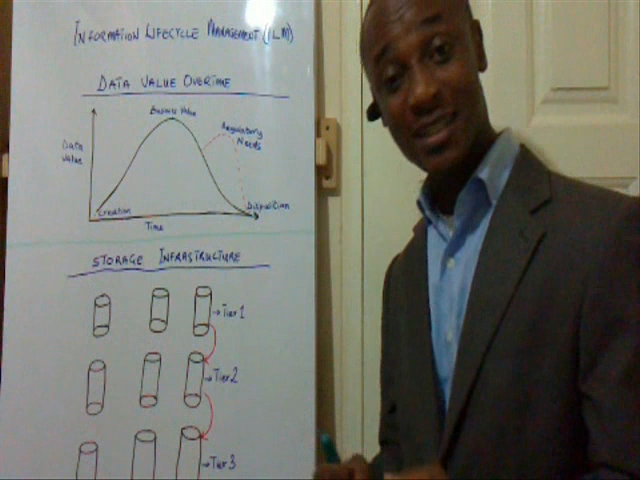 INFORMATION LIFECYCLE MANAGEMENT (ILM)
DATA VALUE OVERTIME
Business Value
Regulatory
Needs
Data
Value
Creation
Disposition
Time
STORAGE INFRASTRUCTURE
Tier 1
Tier 2
Tier 3